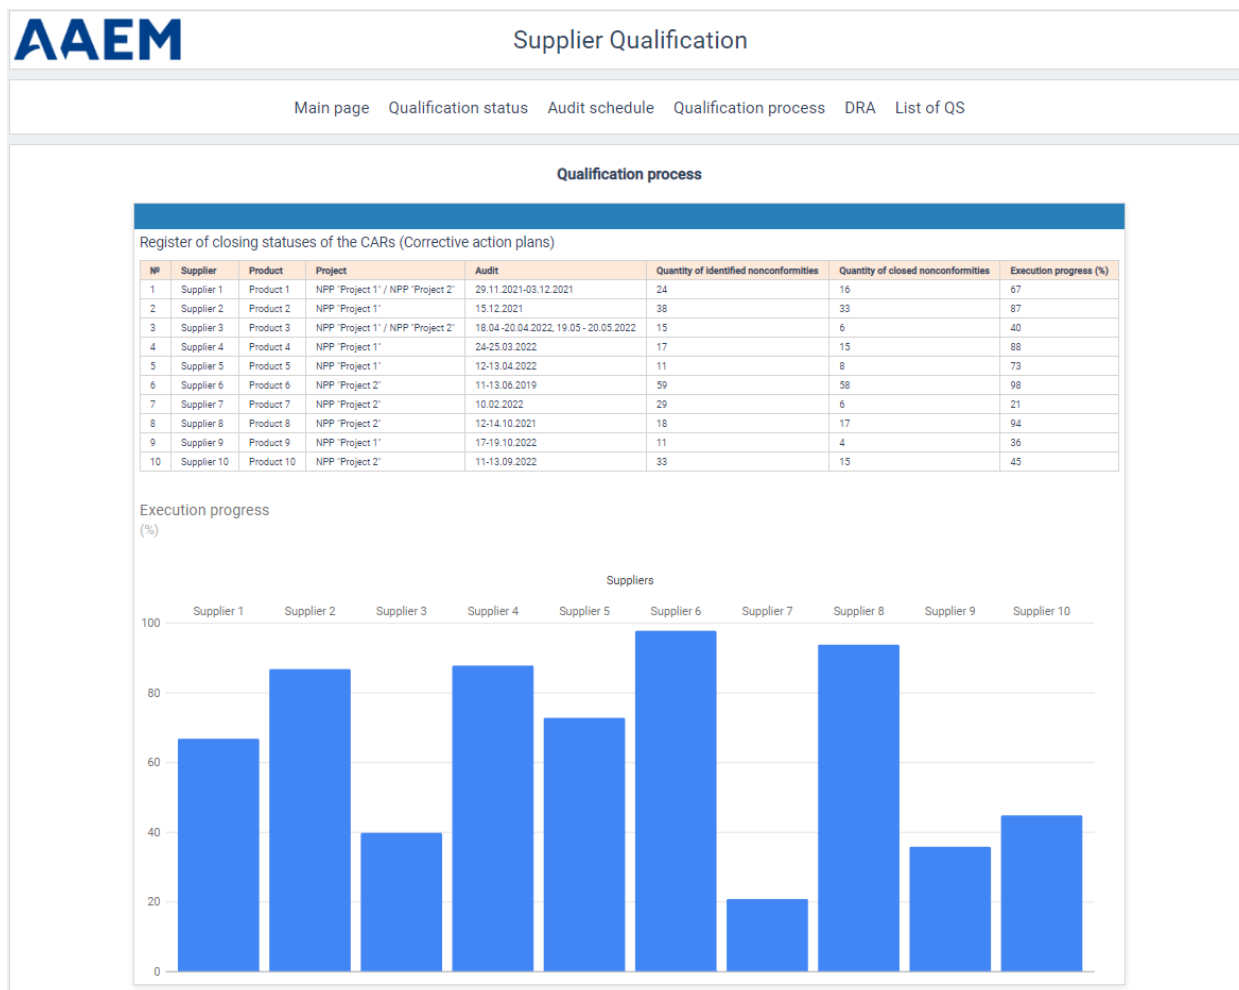 AAEM
Supplier Qualification
Main page Qualification status Audit schedule Qualification process DRA List of QS
Qualification process
Register of closing statuses of the CARs (Corrective action plans)
№ Supplier Product Project Audit Quantity of identified nonconformities Quantity of closed nonconformities Execution progress (%)
1 Supplier 1 Product 1 NPP "Project 1" / NPP "Project 2" 29.11.2021-03.12.2021 24 16 67
2 Supplier 2 Product 2 NPP "Project 1" 15.12.2021 38 33 87
3 Supplier 3 Product 3 NPP "Project 1" / NPP "Project 2" 18.04 -20.04.2022, 19.05 - 20.05.2022 15 6 40
4 Supplier 4 Product 4 NPP "Project 1" 24-25.03.2022 17 15 88
5 Supplier 5 Product 5 NPP "Project 1" 12-13.04.2022 11 8 73
6 Supplier 6 Product 6 NPP "Project 2" 11-13.06.2019 59 58 98
7 Supplier 7 Product 7 NPP "Project 2" 10.02.2022 29 6 21
8 Supplier 8 Product 8 NPP "Project 2" 12-14.10.2021 18 17 94
9 Supplier 9 Product 9 NPP "Project 1" 17-19.10.2022 11 4 36
10 Supplier 10 Product 10 NPP "Project 2" 11-13.09.2022 33 15 45
Execution progress
(%)
Suppliers
Supplier 1 Supplier 2 Supplier 3 Supplier 4 Supplier 5 Supplier 6 Supplier 7 Supplier 8 Supplier 9 Supplier 10
100
80
60
40
20
0